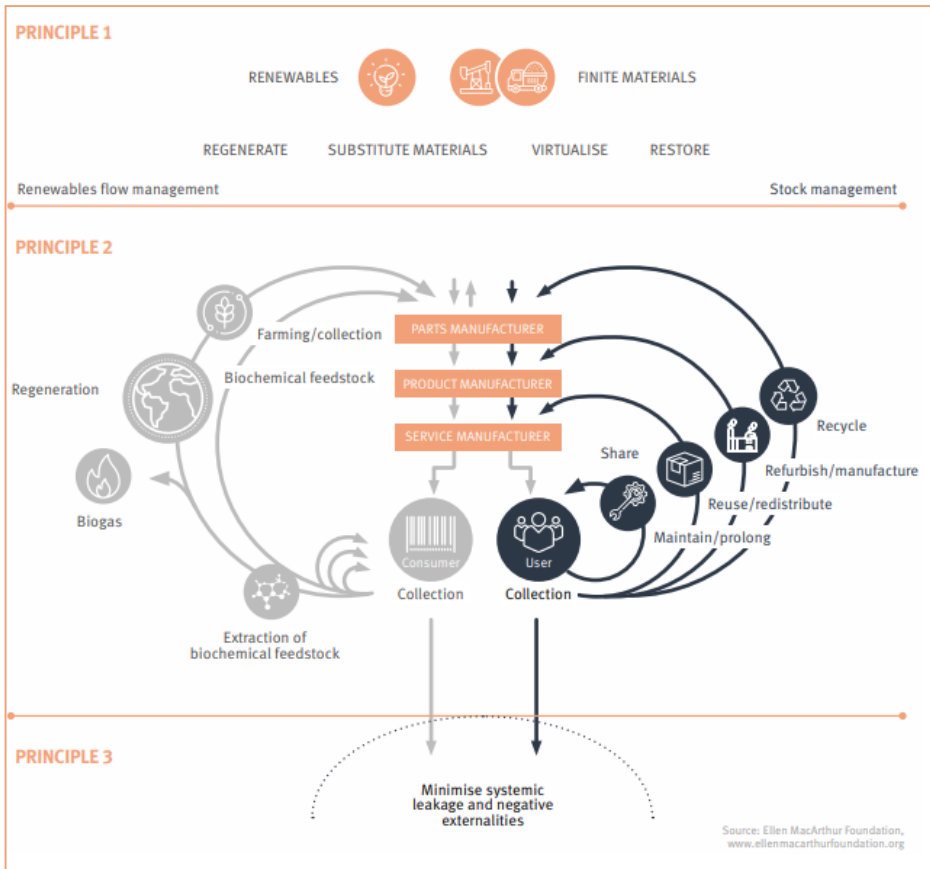 PRINCIPLE 1
RENEWABLES
FINITE MATERIALS
REGENERATE
SUBSTITUTE MATERIALS
VIRTUALISE
RESTORE
Renewables flow management
Stock management
PRINCIPLE 2
Farming/collection
PARTS MANUFACTURER
Biochemical feedstock
Regeneration
PRODUCT MANUFACTURER
SERVICE MANUFACTURER
Recycle
Share
Refurbish/manufacture
Reuse/redistribute
Biogas
Maintain/prolong
Consumer
User
Collection
Collection
Extraction of
biochemical feedstock
PRINCIPLE 3
Minimise systemic
leakage and negative
externalities
Source: Ellen MacArthur Foundation,
www.ellenmacarthurfoundation.org